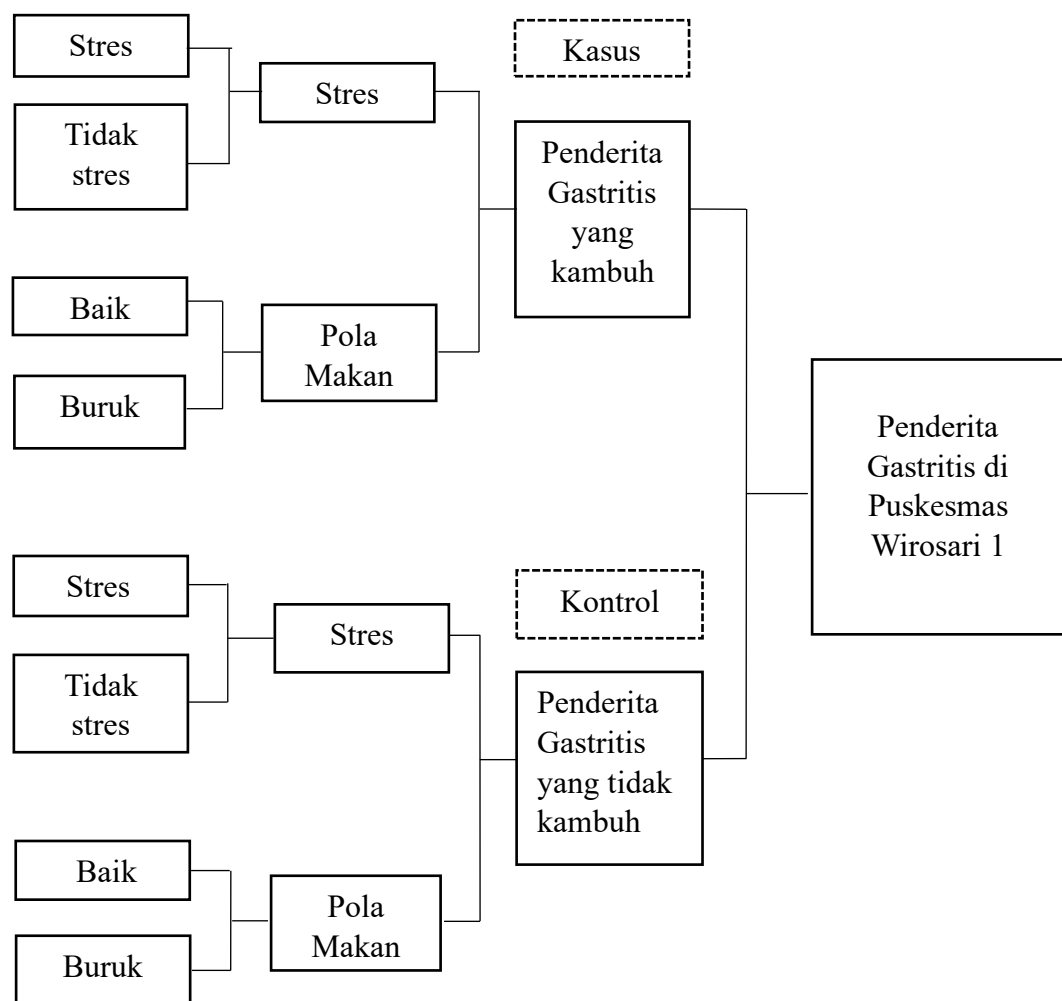 Stres
Tidak
stres
Stres
Kasus
Penderita
Gastritis
yang
kambuh
Baik
Buruk
Pola
Makan
Penderita
Gastritis di
Puskesmas
Wirosari 1
Stres
Tidak
stres
Stres
Kontrol
Penderita
Gastritis
yang tidak
kambuh
Baik
Buruk
Pola
Makan